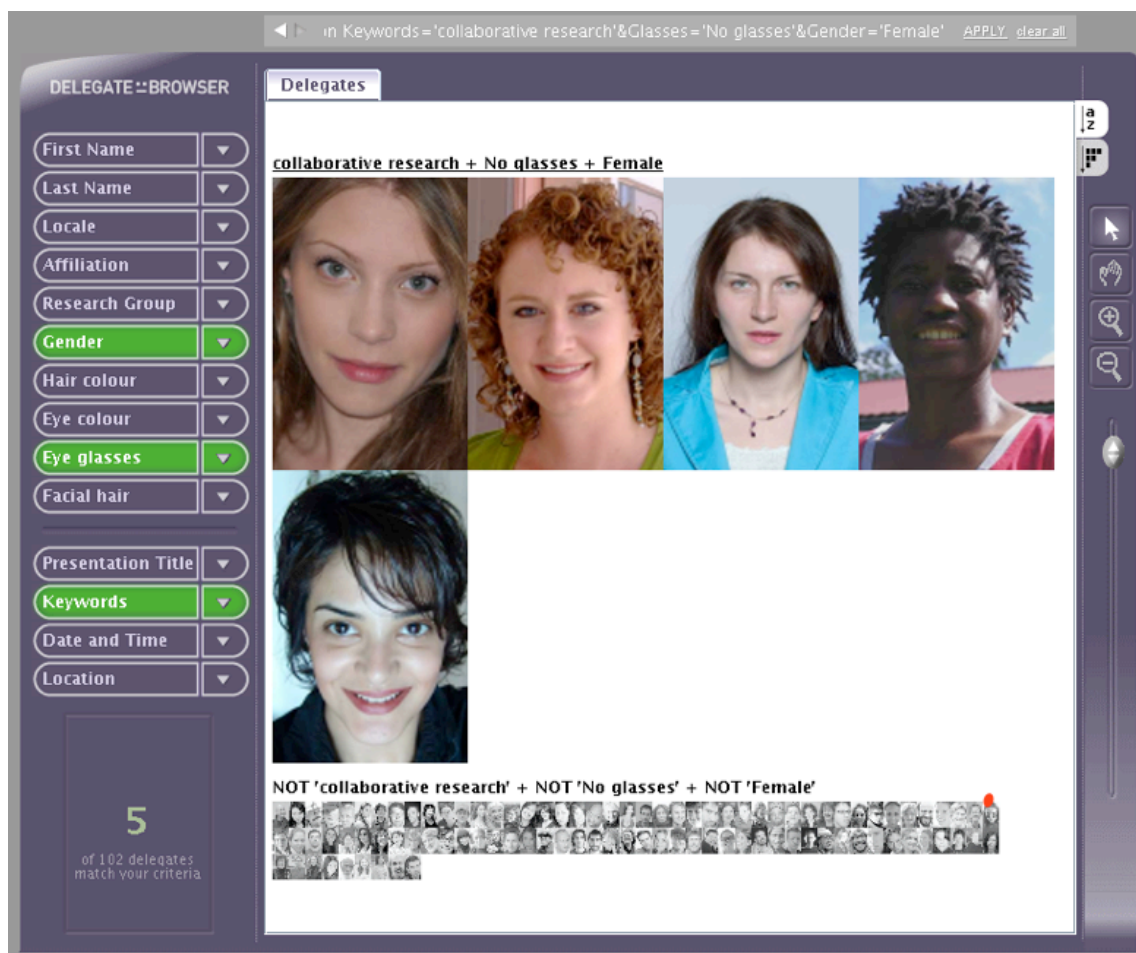 in Keywords='collaborative research'&Glasses='No glasses'&Gender='Female' APPLY clear all
DELEGATE BROWSER
Delegates
a
z
First Name
Last Name
Locale
Affiliation
Research Group
Gender
Hair colour
Eye colour
Eye glasses
Facial hair
Presentation Title
Keywords
Date and Time
Location
5
of 102 delegates
match your criteria
collaborative research + No glasses + Female
NOT 'collaborative research' + NOT 'No glasses' + NOT 'Female'